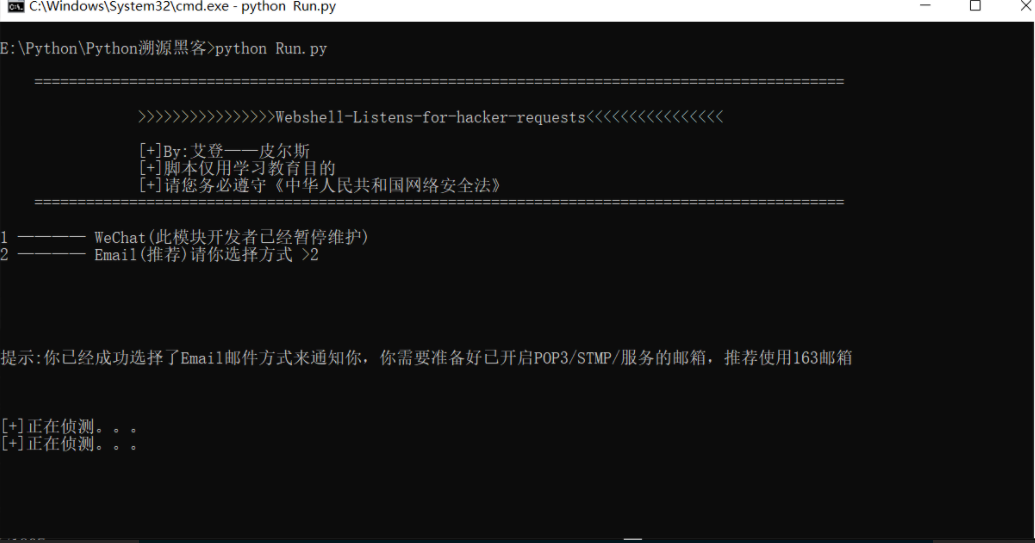 C:\Windows\System32\cmd.exe - python Run.py
E:\Python\Python溯源黑客>python Run.py
===============================================================================================
>>>>>>>>>>>>>>>>Webshell-Listens-for-hacker-requests<<<<<<<<<<<<<<<<
[+]By:艾登——皮尔斯
[+]脚本仅用学习教育目的
[+]请您务必遵守《中华人民共和国网络安全法》
===============================================================================================
1 ———— WeChat(此模块开发者已经暂停维护)
2 ———— Email(推荐)请你选择方式 >2
提示:你已经成功选择了Email邮件方式来通知你，你需要准备好已开启POP3/STMP/服务的邮箱，推荐使用163邮箱
[+]正在侦测。。。
[+]正在侦测。。。